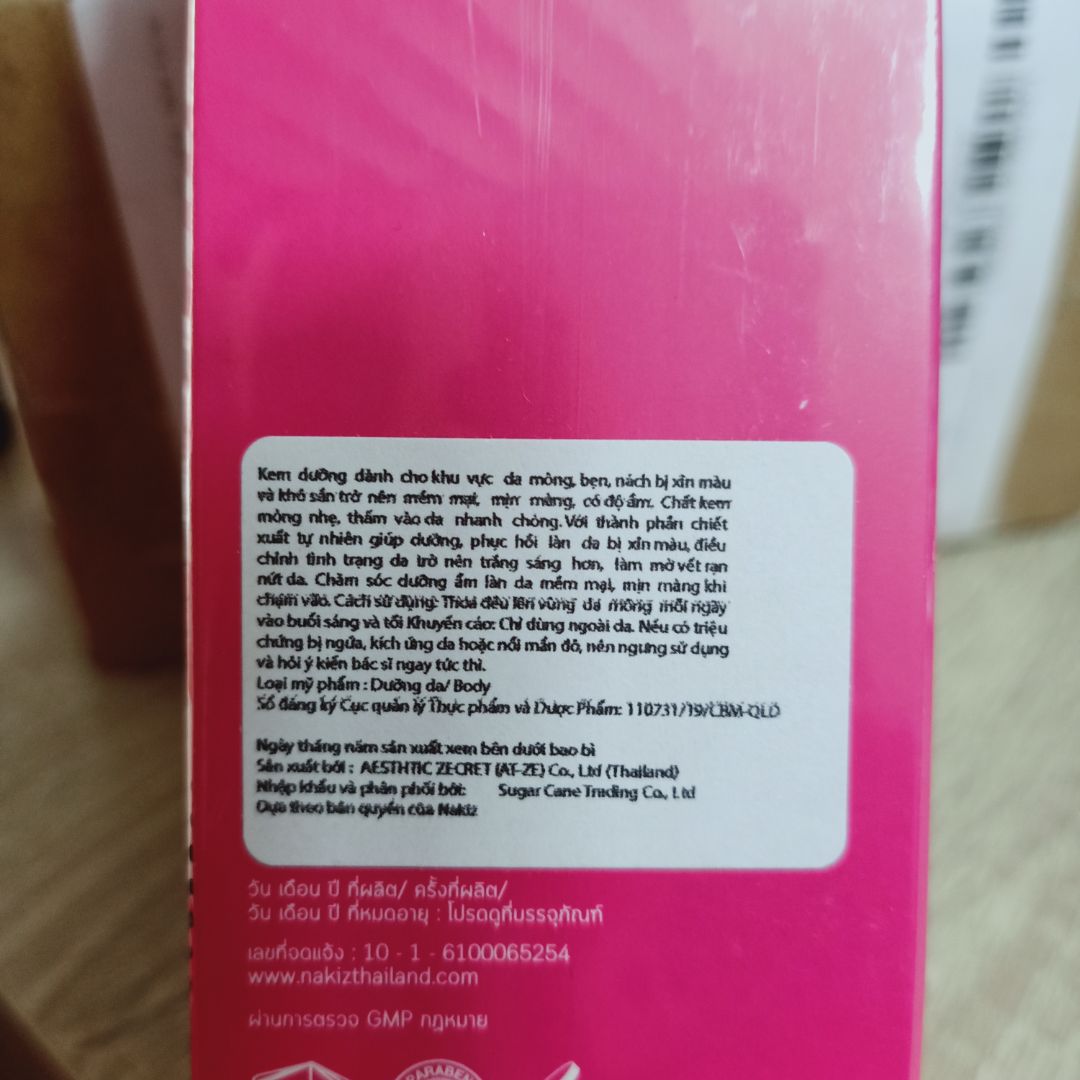 Kem dưỡng dành cho khu vực da mông, bẹn, nách bị xỉn màu
và khô sần trở nên mềm mại, mịn màng, có độ ẩm. Chất kem
mỏng nhẹ, thấm vào da nhanh chóng. Với thành phần chiết
xuất tự nhiên giúp dưỡng, phục hồi làn da bị xỉn màu, điều
chỉnh tình trạng da trở nên trắng sáng hơn, làm mờ vết rạn
nứt da. Chăm sóc dưỡng ẩm làn da mềm mại, mịn màng khi
chạm vào. Cách sử dụng: Thoa đều lên vùng da mông mỗi ngày
vào buổi sáng và tối Khuyến cáo: Chỉ dùng ngoài da. Nếu có triệu
chứng bị ngứa, kích ứng da hoặc nổi mẩn đỏ, nên ngưng sử dụng
và hỏi ý kiến bác sĩ ngay tức thì.
Loại mỹ phẩm : Dưỡng da/ Body
Số đăng ký Cục quản lý Thực phẩm và Dược Phẩm: 110731/19/CBM-QLD
Ngày tháng năm sản xuất xem bên dưới bao bì
Sản xuất bởi : AESTHTIC ZECRET (AT-ZE) Co., Ltd (Thailand)
Nhập khẩu và phân phối bởi: Sugar Cane Trading Co., Ltd
Dựa theo bản quyền của Nakiz
วัน เดือน ปี ที่ผลิต/ ครั้งที่ผลิต/
วัน เดือน ปี ที่หมดอายุ : โปรดดูที่บรรจุภัณฑ์
เลขที่จดแจ้ง : 10 - 1 - 6100065254
www.nakizthailand.com
ผ่านการตรวจ GMP กฎหมาย
PARABEN